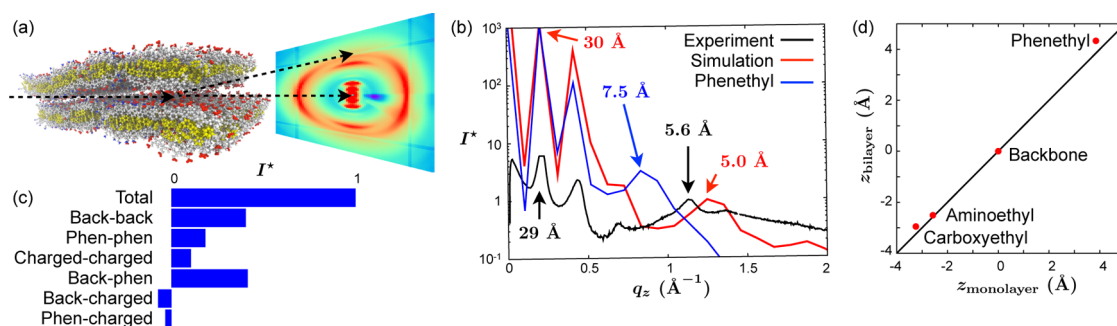 (a)
(b)
30 Å
Experiment
Simulation
Phenethyl
7.5 Å
5.6 Å
5.0 Å
29 Å
I*
10³
10²
10
1
10⁻¹
0
0.5
1
1.5
2
q_z (Å⁻¹)
(c)
I*
0
1
Total
Back-back
Phen-phen
Charged-charged
Back-phen
Back-charged
Phen-charged
(d)
Phenethyl
Backbone
Aminoethyl
Carboxyethyl
z_bilayer (Å)
4
2
0
-2
-4
-4
-2
0
2
4
z_monolayer (Å)